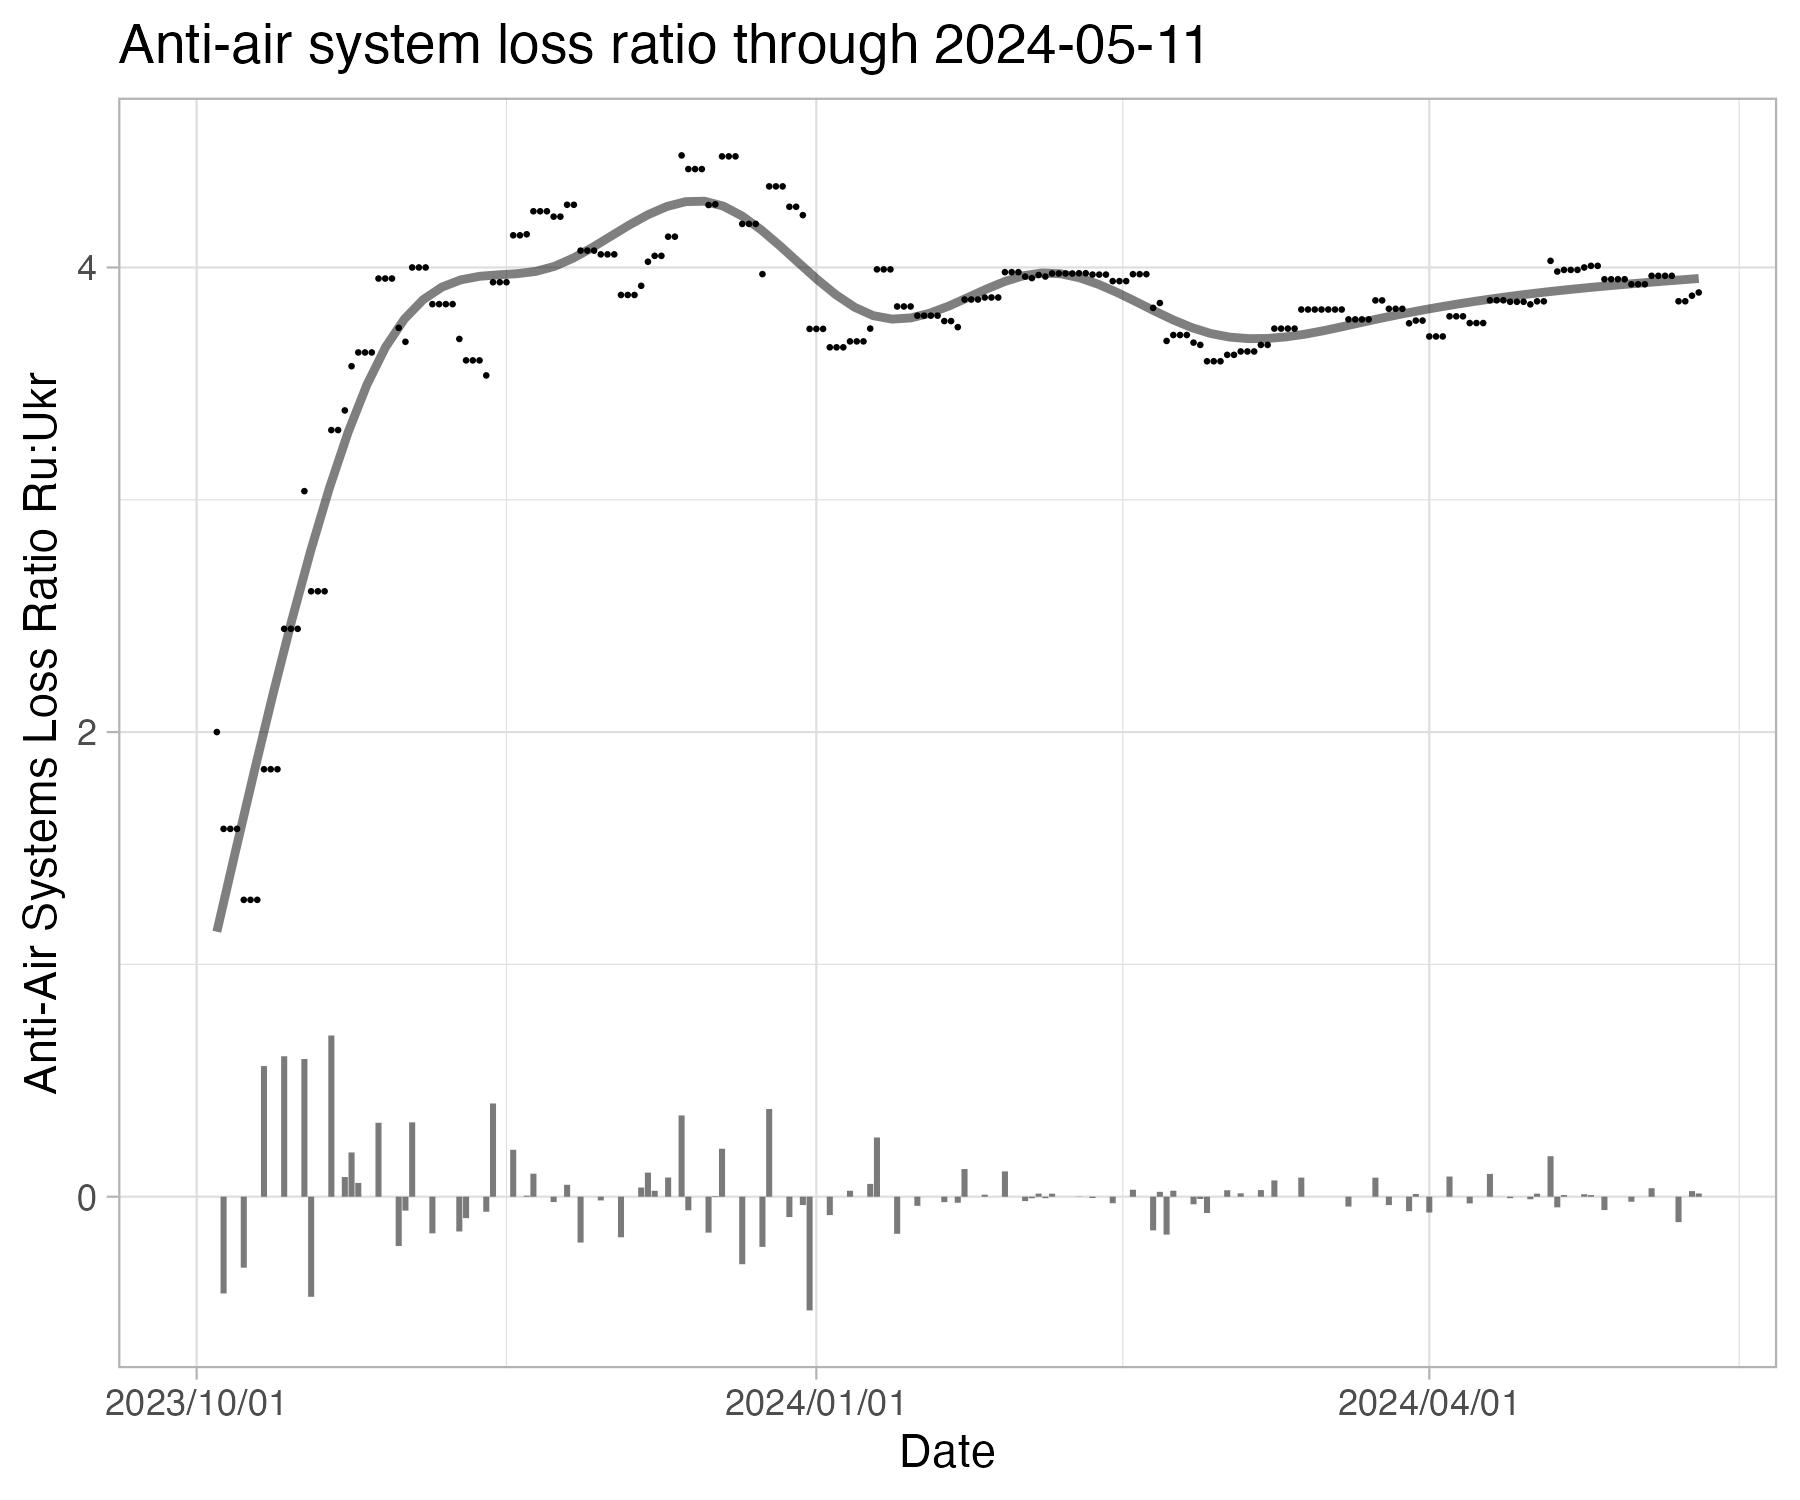 Anti-air system loss ratio through 2024-05-11
Anti-Air Systems Loss Ratio Ru:Ukr
4
2
0
2023/10/01
2024/01/01
2024/04/01
Date